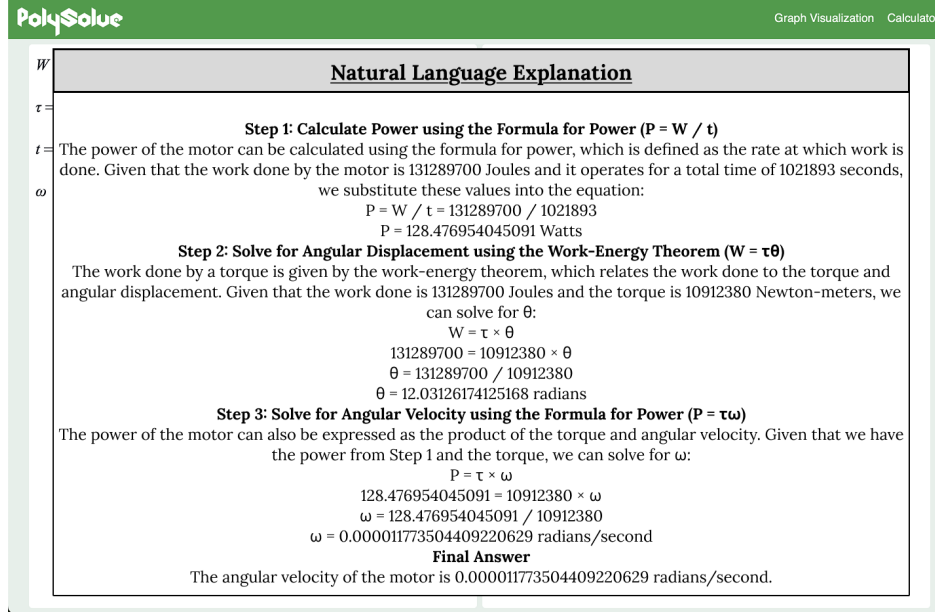 PolySolve
Graph Visualization Calculato
W
Natural Language Explanation
τ =
Step 1: Calculate Power using the Formula for Power (P = W / t)
t =
The power of the motor can be calculated using the formula for power, which is defined as the rate at which work is
done. Given that the work done by the motor is 131289700 Joules and it operates for a total time of 1021893 seconds,
ω
we substitute these values into the equation:
P = W / t = 131289700 / 1021893
P = 128.476954045091 Watts
Step 2: Solve for Angular Displacement using the Work-Energy Theorem (W = τθ)
The work done by a torque is given by the work-energy theorem, which relates the work done to the torque and
angular displacement. Given that the work done is 131289700 Joules and the torque is 10912380 Newton-meters, we
can solve for θ:
W = τ × θ
131289700 = 10912380 × θ
θ = 131289700 / 10912380
θ = 12.03126174125168 radians
Step 3: Solve for Angular Velocity using the Formula for Power (P = τω)
The power of the motor can also be expressed as the product of the torque and angular velocity. Given that we have
the power from Step 1 and the torque, we can solve for ω:
P = τ × ω
128.476954045091 = 10912380 × ω
ω = 128.476954045091 / 10912380
ω = 0.000011773504409220629 radians/second
Final Answer
The angular velocity of the motor is 0.000011773504409220629 radians/second.